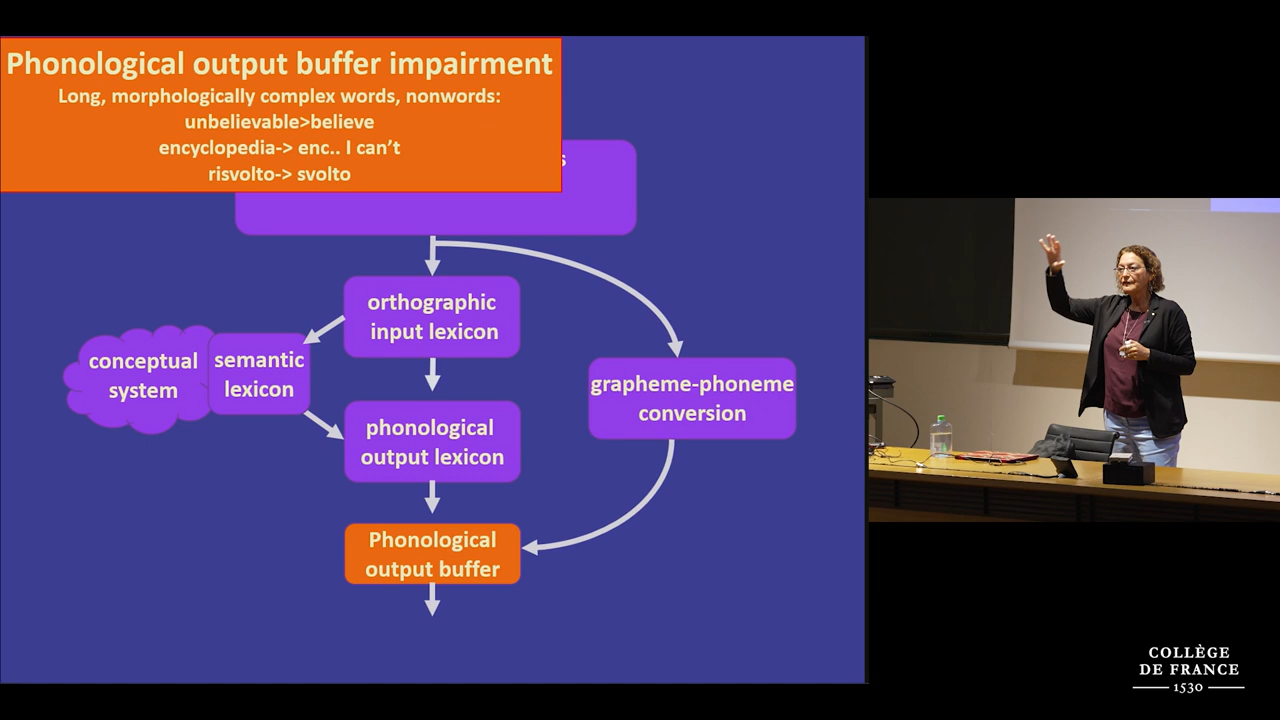 Phonological output buffer impairment
Long, morphologically complex words, nonwords:
unbelievable>believe
encyclopedia-> enc.. I can't
risvolto-> svolto
orthographic
input lexicon
conceptual
system
semantic
lexicon
grapheme-phoneme
conversion
phonological
output lexicon
Phonological
output buffer
COLLÈGE
DE FRANCE
1530